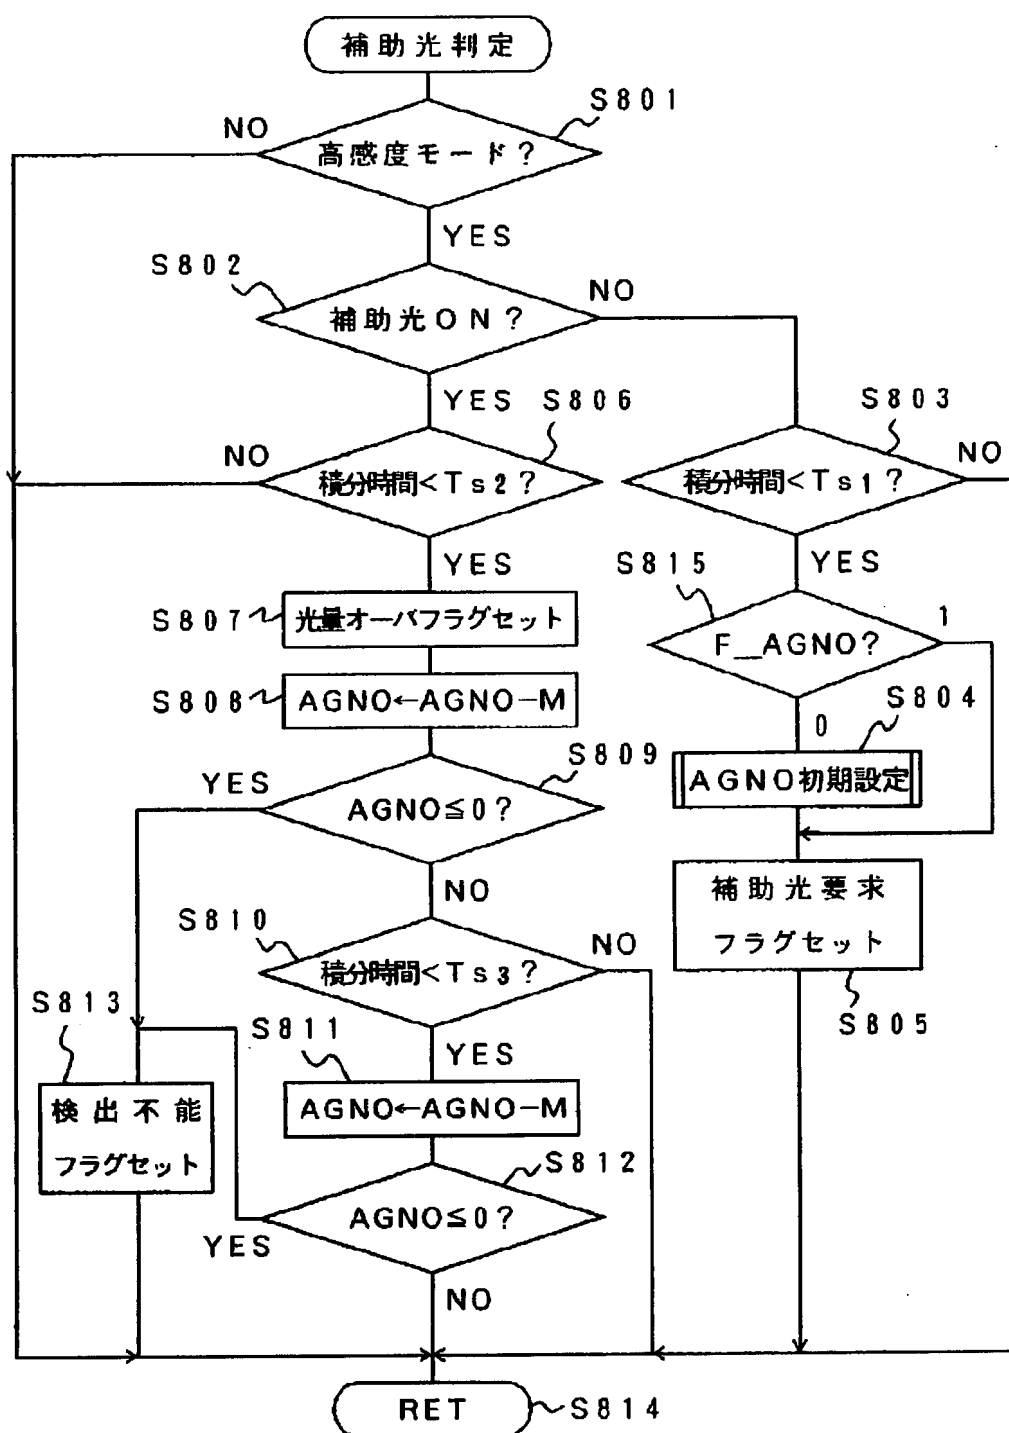 補助光判定
S801
NO
高感度モード?
YES
S802
NO
補助光ON?
YES
S806
S803
NO
積分時間<Ts2?
積分時間<Ts1?
NO
YES
YES
S815
S807
光量オーバフラグセット
F__AGNO?
1
S808
AGNO←AGNO−M
0
S804
YES
S809
AGNO初期設定
AGNO≦0?
NO
補助光要求
フラグセット
S810
NO
積分時間<Ts3?
S813
S811
YES
S805
検出不能
フラグセット
AGNO←AGNO−M
S812
AGNO≦0?
YES
NO
RET
S814